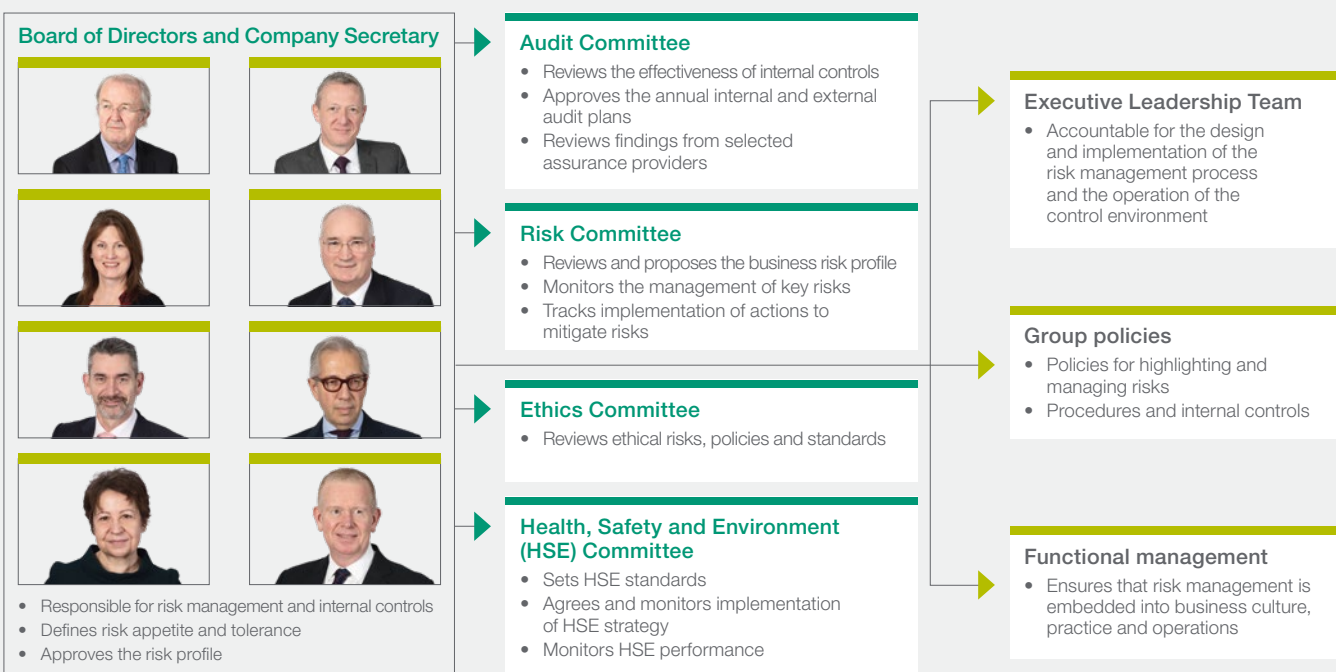 Board of Directors and Company Secretary
• Responsible for risk management and internal controls
• Defines risk appetite and tolerance
• Approves the risk profile
Audit Committee
• Reviews the effectiveness of internal controls
• Approves the annual internal and external
audit plans
• Reviews findings from selected
assurance providers
Risk Committee
• Reviews and proposes the business risk profile
• Monitors the management of key risks
• Tracks implementation of actions to
mitigate risks
Ethics Committee
• Reviews ethical risks, policies and standards
Health, Safety and Environment
(HSE) Committee
• Sets HSE standards
• Agrees and monitors implementation
of HSE strategy
• Monitors HSE performance
Executive Leadership Team
• Accountable for the design
and implementation of the
risk management process
and the operation of the
control environment
Group policies
• Policies for highlighting and
managing risks
• Procedures and internal controls
Functional management
• Ensures that risk management is
embedded into business culture,
practice and operations